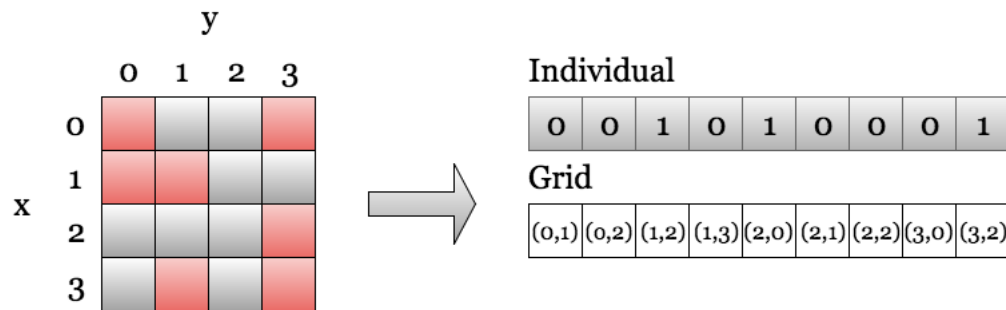 y
0 1 2 3
0
1
x
2
3
Individual
0 0 1 0 1 0 0 0 1
Grid
(0,1) (0,2) (1,2) (1,3) (2,0) (2,1) (2,2) (3,0) (3,2)